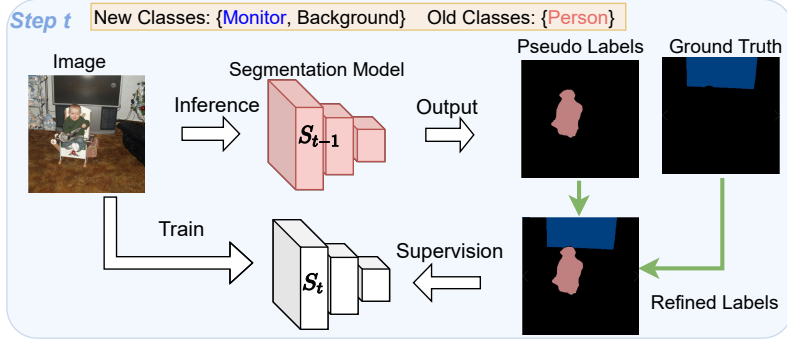 Step t
New Classes: {Monitor, Background} Old Classes: {Person}
Image
Segmentation Model
Pseudo Labels
Ground Truth
Inference
S_{t-1}
Output
Train
S_t
Supervision
Refined Labels